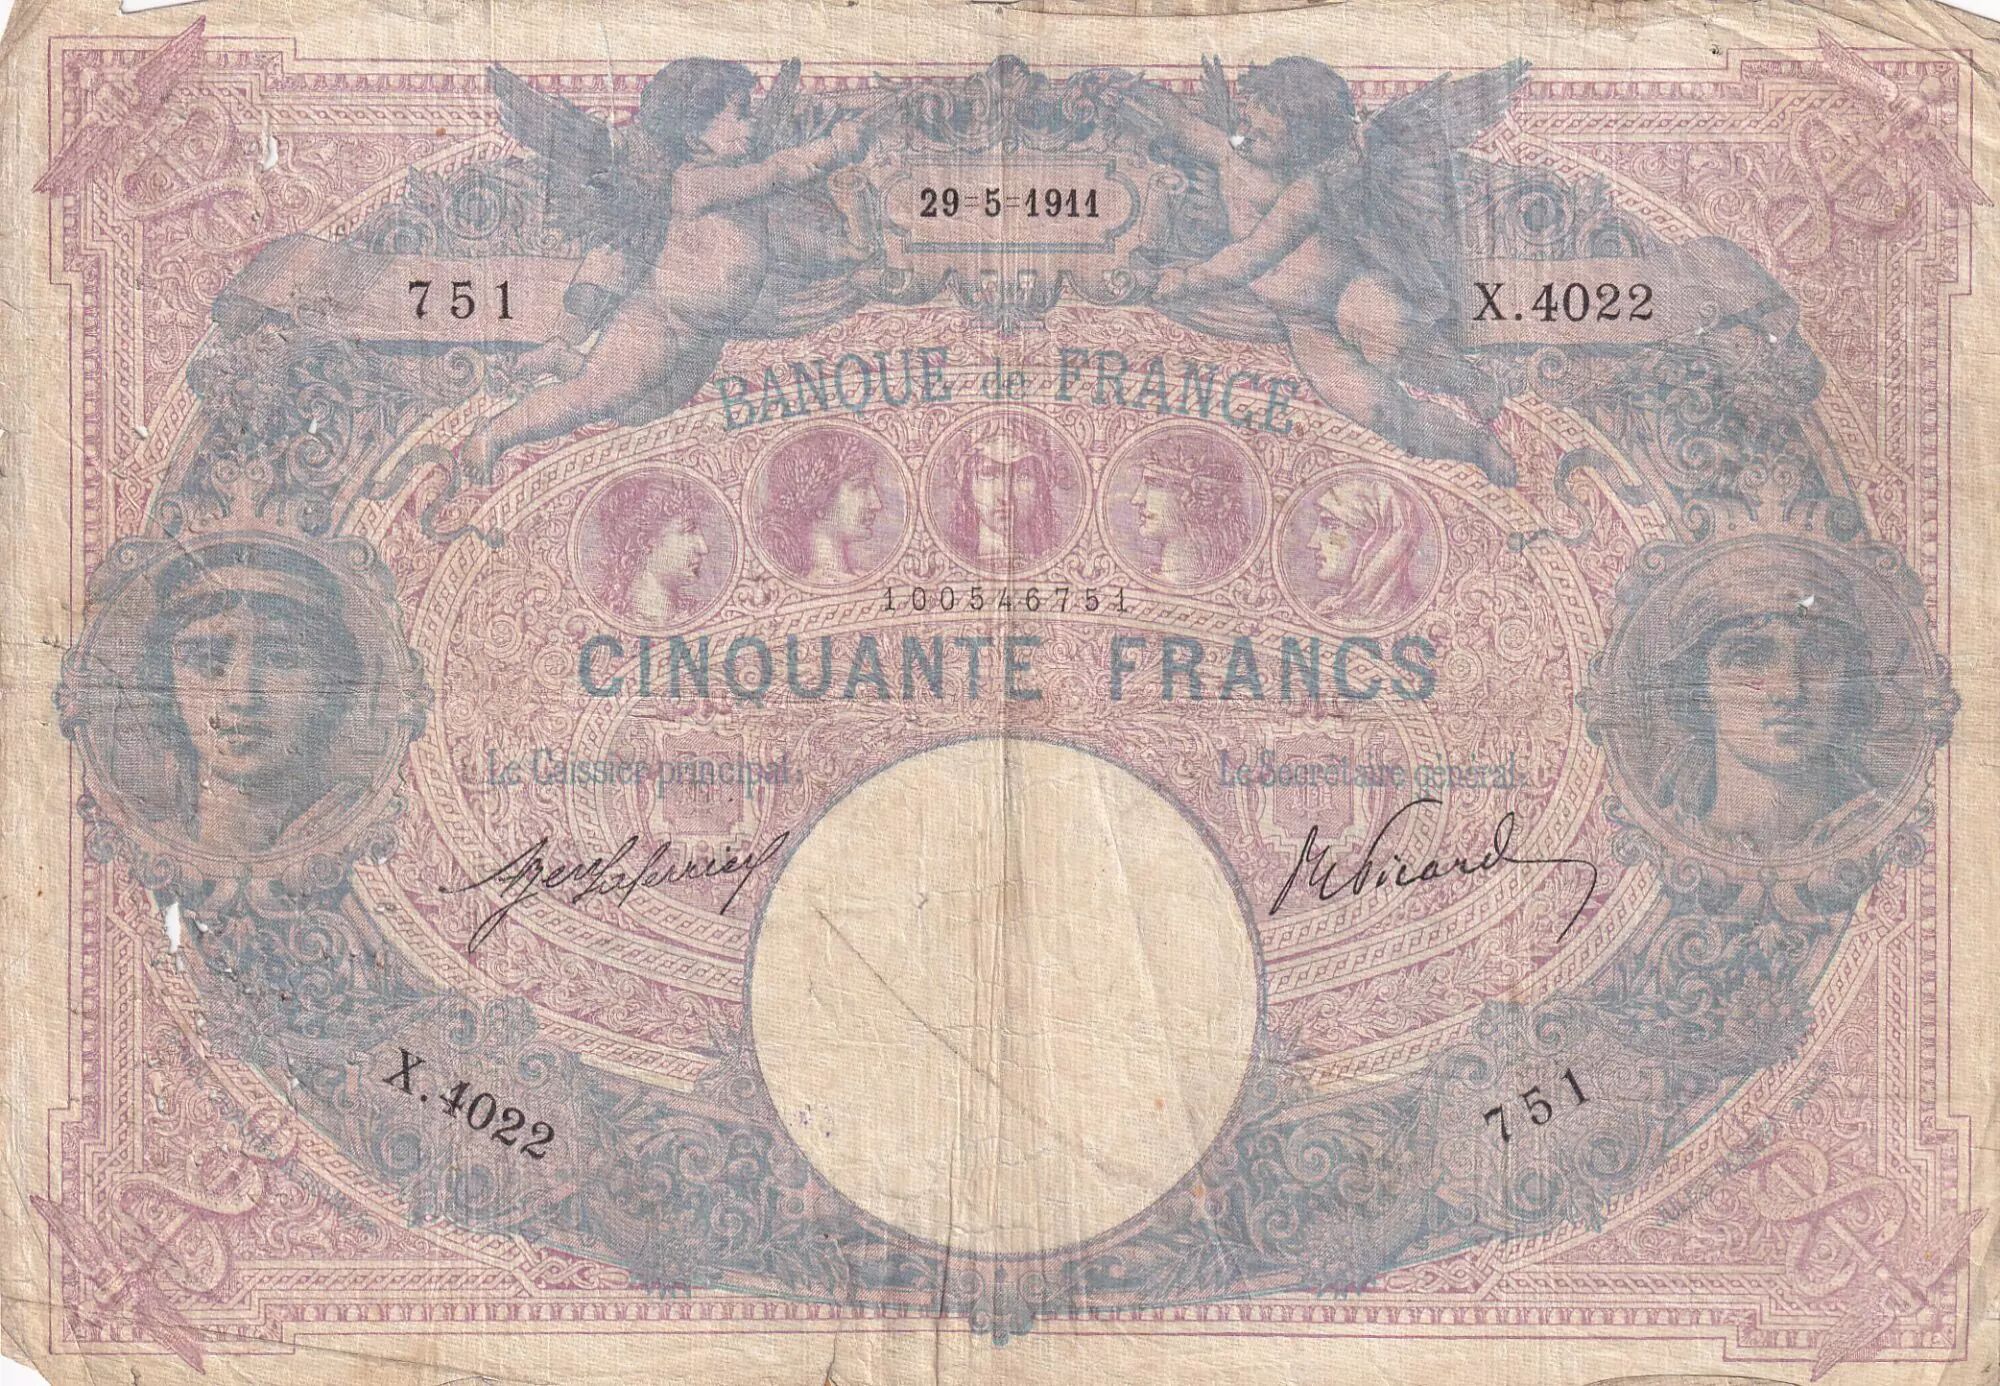 29=5=1911
751
X.4022
BANQUE de FRANCE
100546751
CINQUANTE FRANCS
Le Caissier principal,
Le Secrétaire général,
Picard
X.4022
751